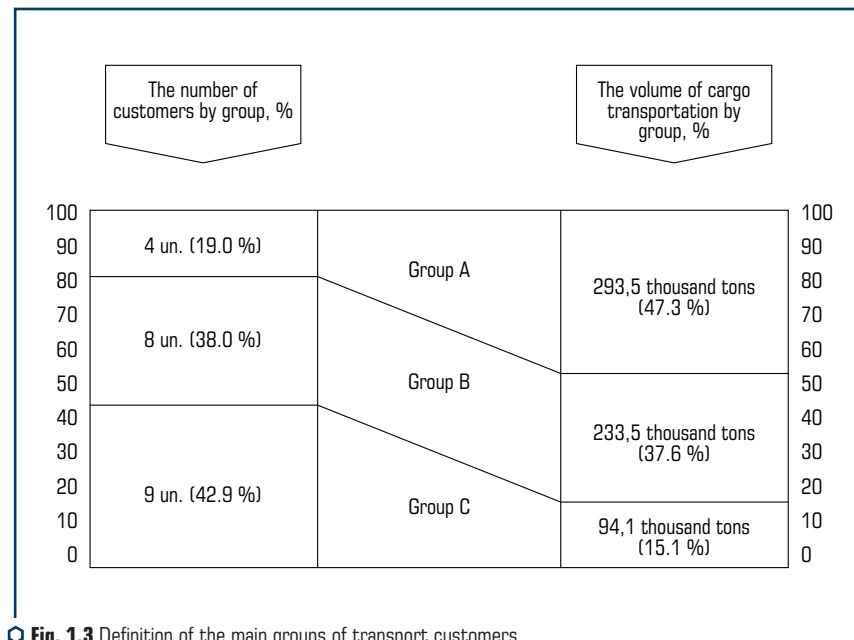 The number of
customers by group, %
The volume of cargo
transportation by
group, %
100
90
80
70
60
50
40
30
20
10
0
4 un. (19.0 %)
8 un. (38.0 %)
9 un. (42.9 %)
Group A
Group B
Group C
293,5 thousand tons
(47.3 %)
233,5 thousand tons
(37.6 %)
94,1 thousand tons
(15.1 %)
100
90
80
70
60
50
40
30
20
10
0
Fig. 1.3 Definition of the main groups of transport customers